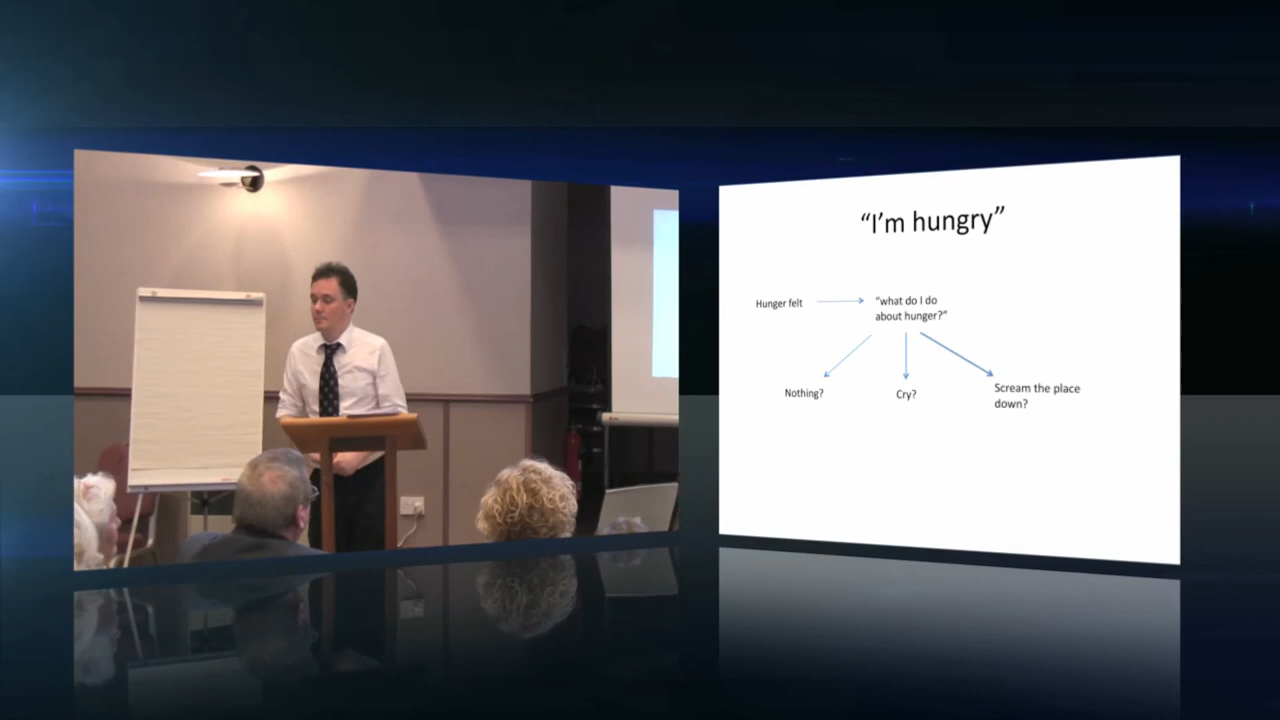 “I’m hungry”
Hunger felt
“what do I do
about hunger?”
Nothing?
Cry?
Scream the place
down?